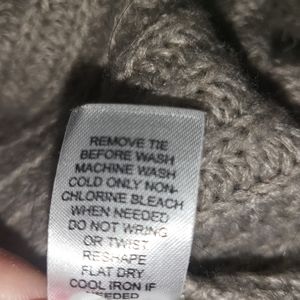 REMOVE TIE
BEFORE WASH
MACHINE WASH
COLD ONLY NON-
CHLORINE BLEACH
WHEN NEEDED
DO NOT WRING
OR TWIST
RESHAPE
FLAT DRY
COOL IRON IF
NEEDED